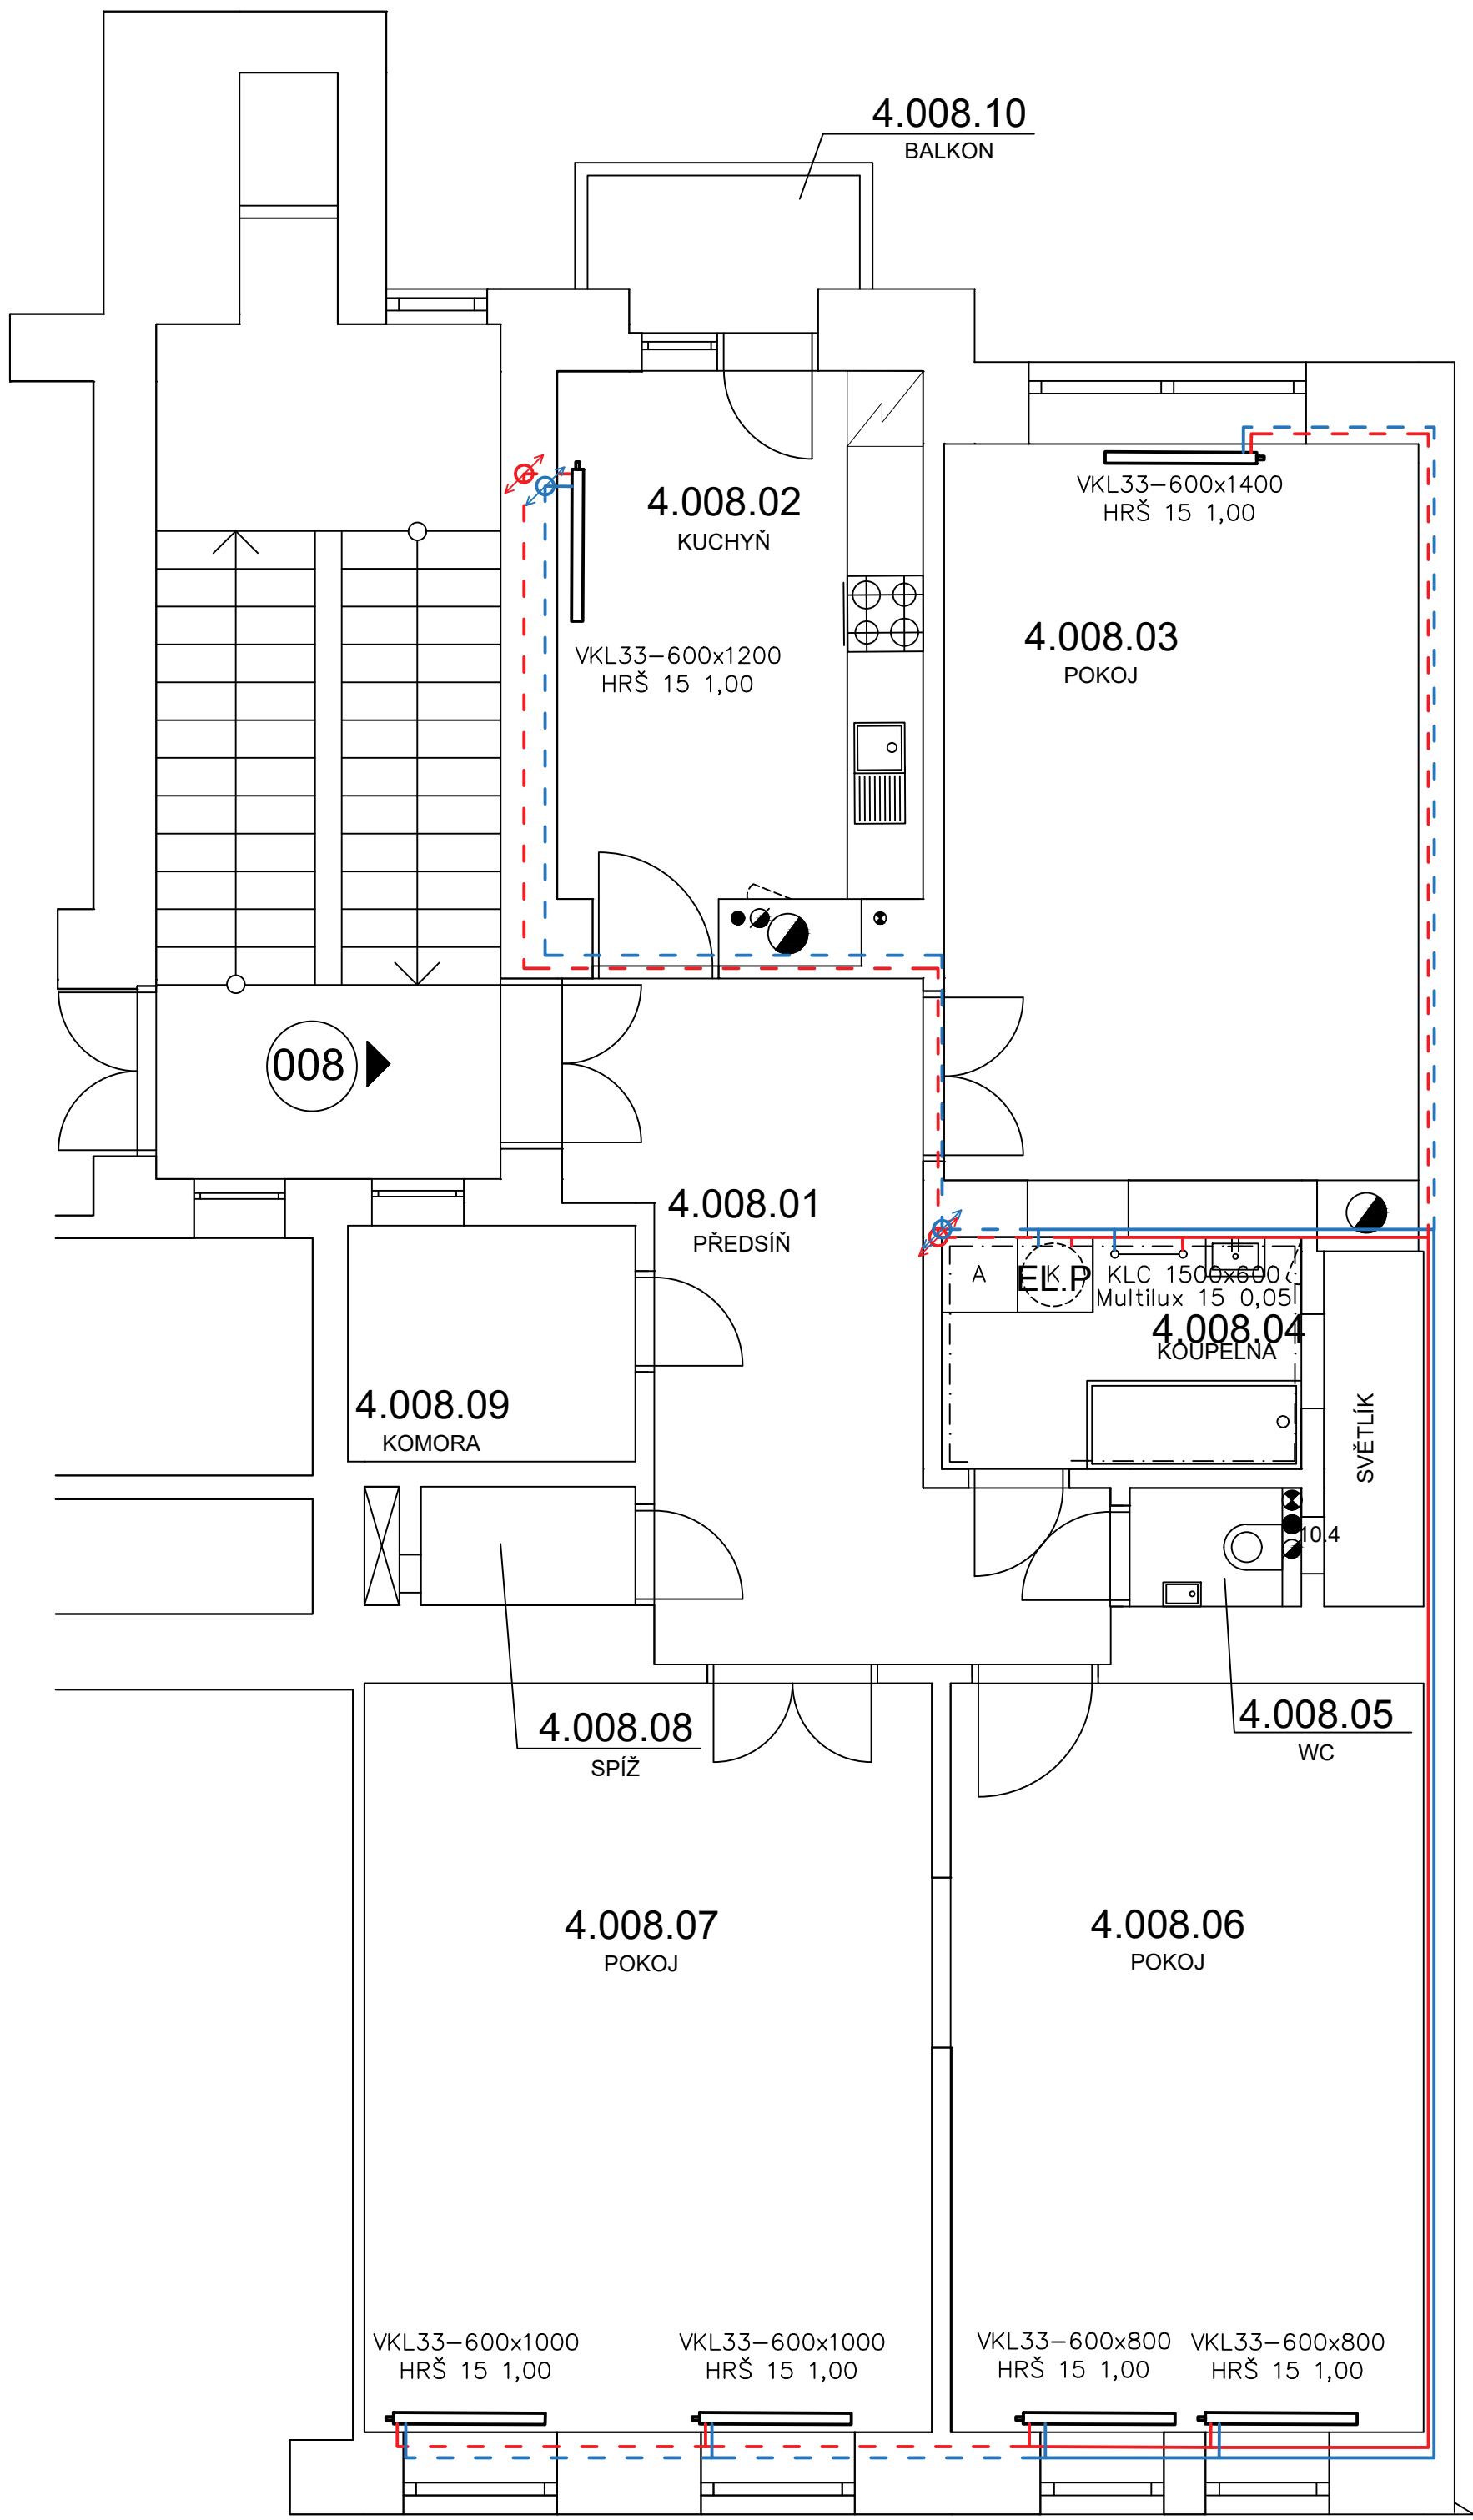 4.008.10
BALKON
4.008.02
KUCHYŇ
VKL33-600x1200
HRŠ 15 1,00
VKL33-600x1400
HRŠ 15 1,00
4.008.03
POKOJ
008
4.008.01
PŘEDSÍŇ
A
K
EL.P
KLC 1500x600
Multilux 15 0,05
4.008.04
KOUPELNA
SVĚTLÍK
4.008.09
KOMORA
10.4
4.008.08
SPÍŽ
4.008.05
WC
4.008.07
POKOJ
4.008.06
POKOJ
VKL33-600x1000
HRŠ 15 1,00
VKL33-600x1000
HRŠ 15 1,00
VKL33-600x800
HRŠ 15 1,00
VKL33-600x800
HRŠ 15 1,00